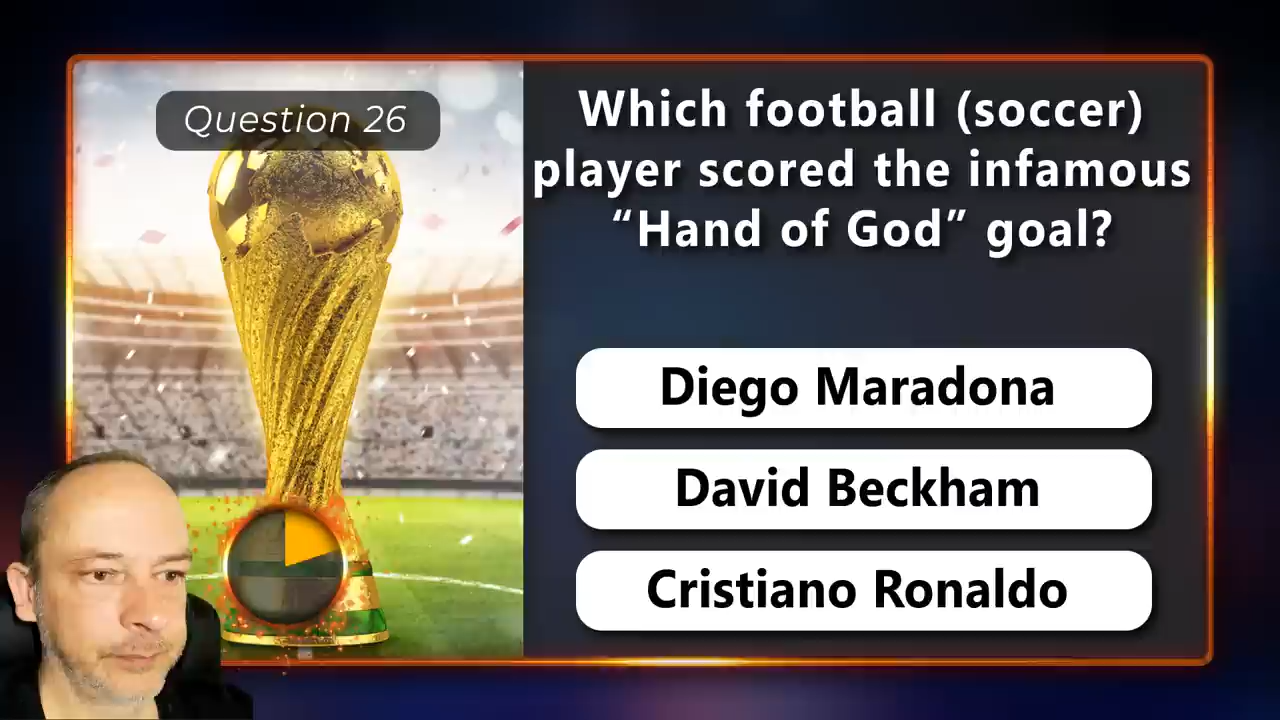 Question 26
Which football (soccer)
player scored the infamous
“Hand of God” goal?
Diego Maradona
David Beckham
Cristiano Ronaldo